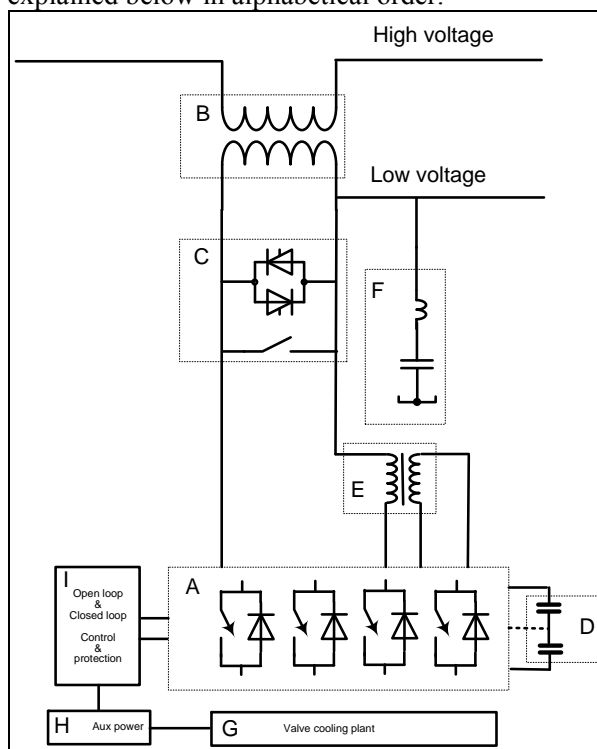 explained below in alphabetical order:
High voltage
B
Low voltage
C
F
E
I
Open loop
&
Closed loop
Control
&
protection
A
D
H Aux power
G Valve cooling plant